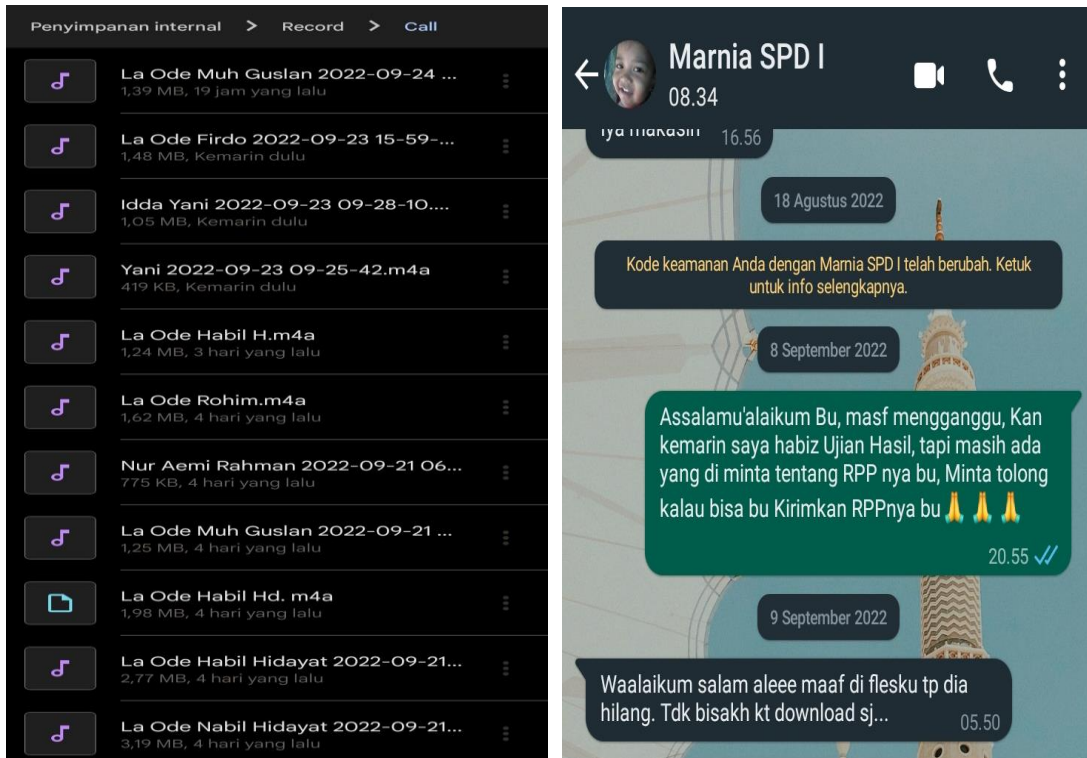 Penyimpanan internal > Record > Call
La Ode Muh Guslan 2022-09-24 ...
1,39 MB, 19 jam yang lalu
La Ode Firdo 2022-09-23 15-59-...
1,48 MB, Kemarin dulu
Idda Yani 2022-09-23 09-28-10....
1,05 MB, Kemarin dulu
Yani 2022-09-23 09-25-42.m4a
419 KB, Kemarin dulu
La Ode Habil H.m4a
1,24 MB, 3 hari yang lalu
La Ode Rohim.m4a
1,62 MB, 4 hari yang lalu
Nur Aemi Rahman 2022-09-21 06...
775 KB, 4 hari yang lalu
La Ode Muh Guslan 2022-09-21 ...
1,25 MB, 4 hari yang lalu
La Ode Habil Hd. m4a
1,98 MB, 4 hari yang lalu
La Ode Habil Hidayat 2022-09-21...
2,77 MB, 4 hari yang lalu
La Ode Nabil Hidayat 2022-09-21...
3,19 MB, 4 hari yang lalu
Marnia SPD I
08.34
iya makasih 16.56
18 Agustus 2022
Kode keamanan Anda dengan Marnia SPD I telah berubah. Ketuk
untuk info selengkapnya.
8 September 2022
Assalamu'alaikum Bu, masf mengganggu, Kan
kemarin saya habiz Ujian Hasil, tapi masih ada
yang di minta tentang RPP nya bu, Minta tolong
kalau bisa bu Kirimkan RPPnya bu🙏🙏🙏
20.55
9 September 2022
Waalaikum salam aleee maaf di flesku tp dia
hilang. Tdk bisakh kt download sj...
05.50